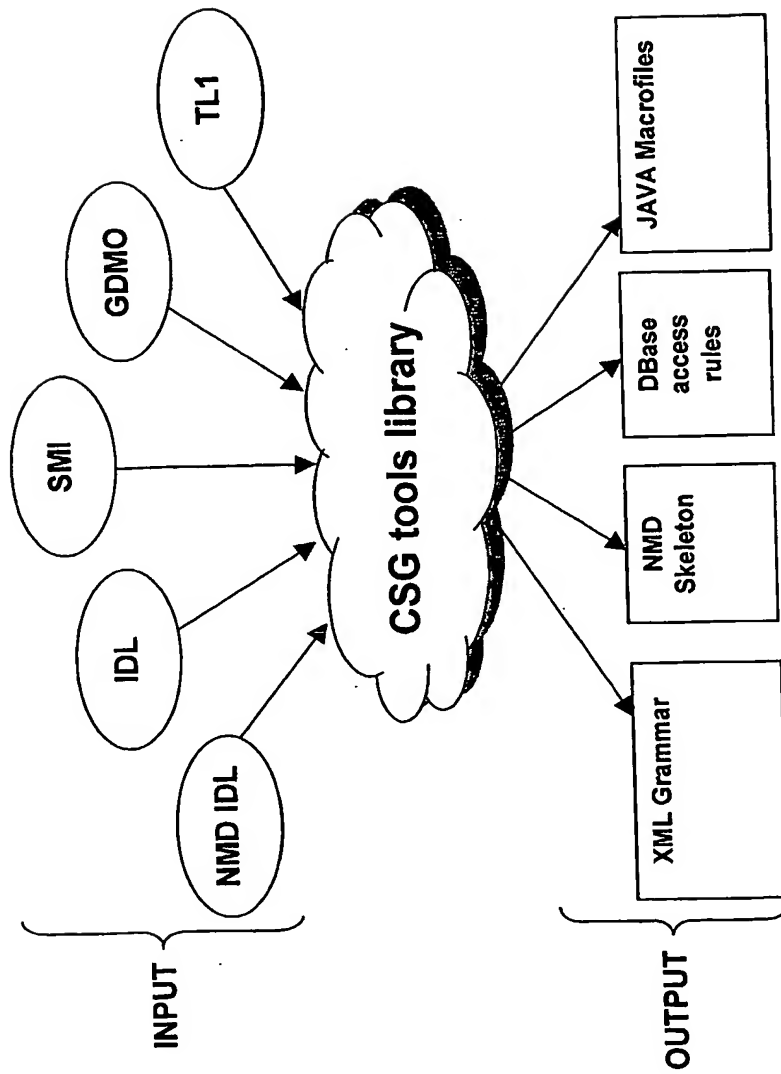 INPUT
NMD IDL
IDL
SMI
GDMO
TL1
CSG tools library
OUTPUT
XML Grammar
NMD
Skeleton
DBase
access
rules
JAVA Macrofiles